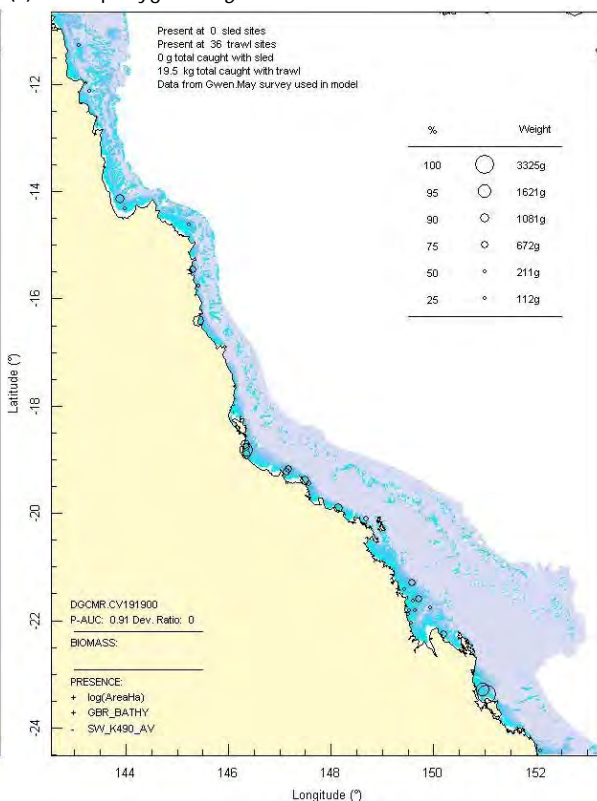 Present at 0 sled sites
Present at 36 trawl sites
0 g total caught with sled
19.5 kg total caught with trawl
Data from Gwen.May survey used in model
% Weight
100 3325g
95 1621g
90 1081g
75 672g
50 211g
25 112g
-12
-14
-16
-18
-20
-22
-24
Latitude (°)
DGCMR.CV191900
P-AUC: 0.91 Dev. Ratio: 0
BIOMASS:
PRESENCE:
+ log(AreaHa)
+ GBR_BATHY
- SW_K490_AV
144 146 148 150 152
Longitude (°)